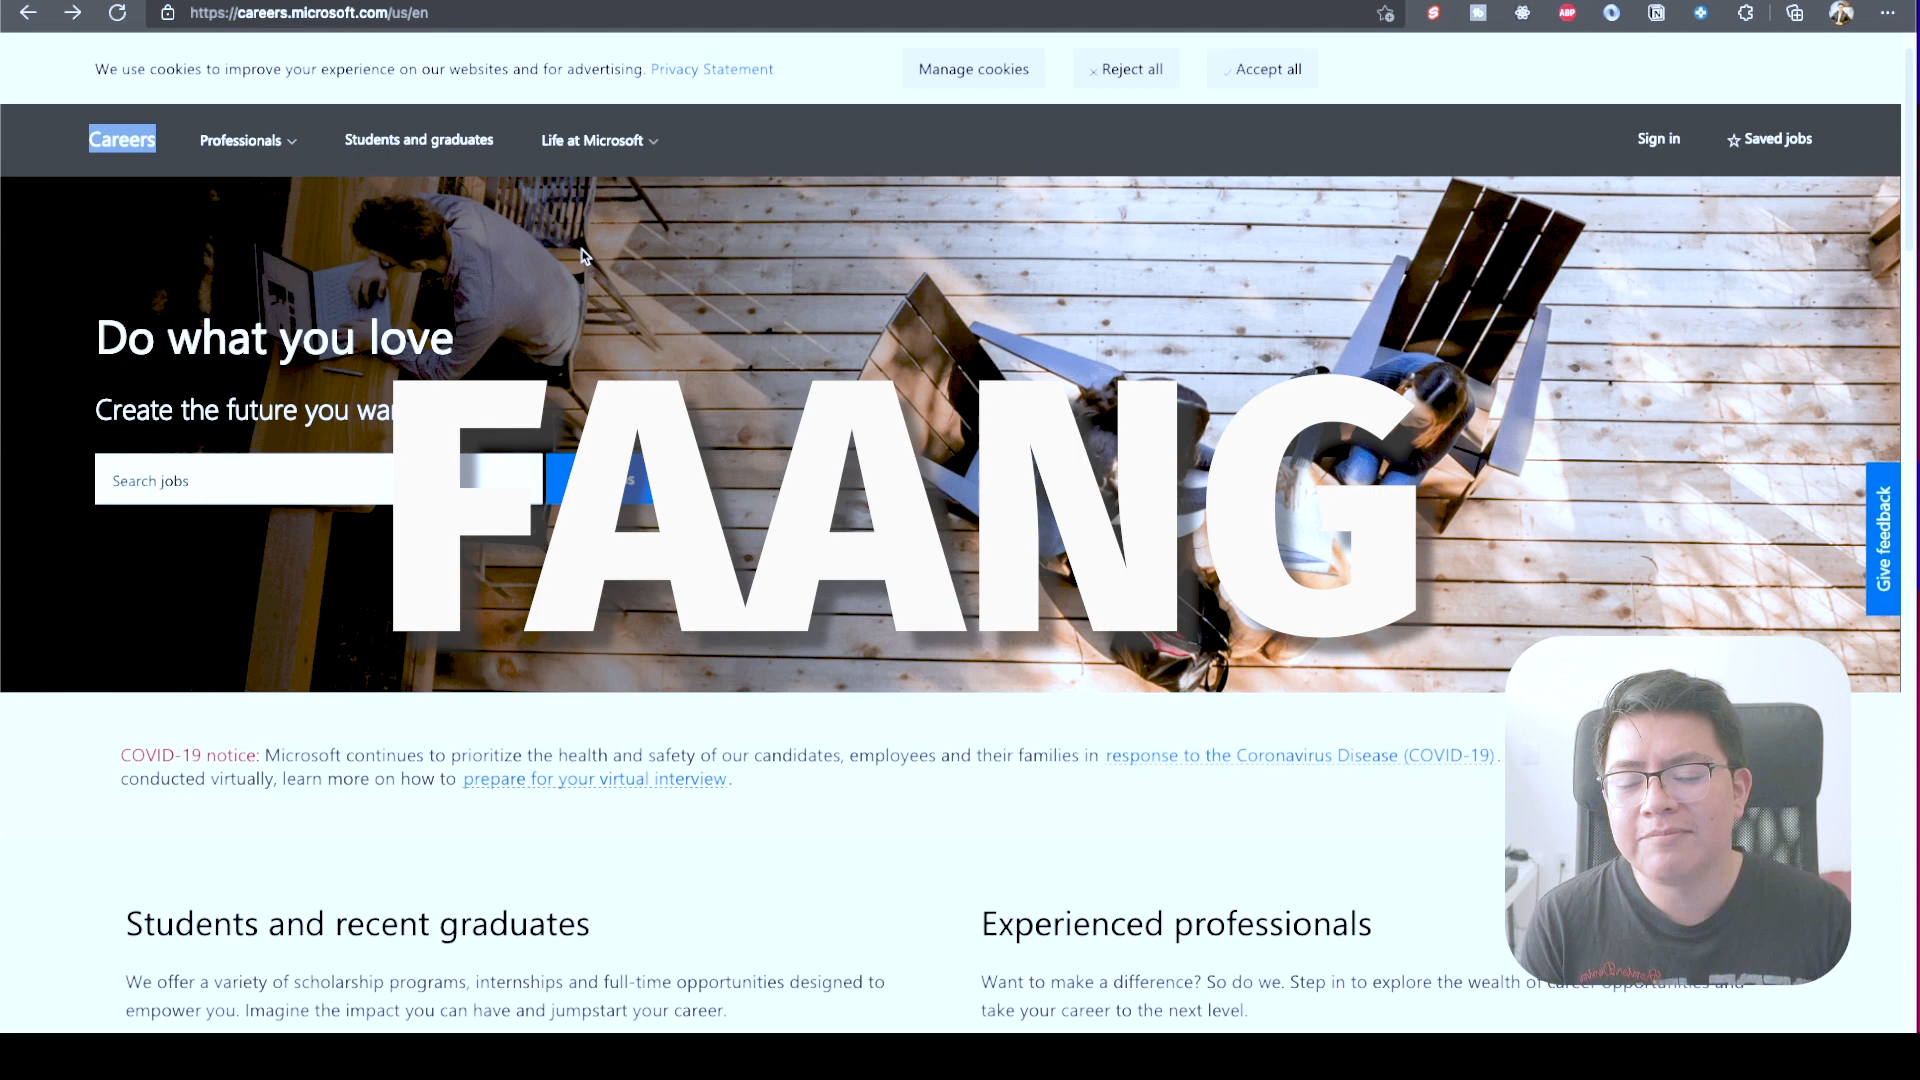 https://careers.microsoft.com/us/en
ABP
We use cookies to improve your experience on our websites and for advertising. Privacy Statement
Manage cookies
Reject all
Accept all
Careers
Professionals
Students and graduates
Life at Microsoft
Sign in
Saved jobs
Do what you love
Create the future you
Search jobs
FAANG
Give feedback
COVID-19 notice: Microsoft continues to prioritize the health and safety of our candidates, employees and their families in response to the Coronavirus Disease (COVID-19).
conducted virtually, learn more on how to prepare for your virtual interview.
Students and recent graduates
We offer a variety of scholarship programs, internships and full-time opportunities designed to
empower you. Imagine the impact you can have and jumpstart your career.
Experienced professionals
Want to make a difference? So do we. Step in to explore the wealth of career opportunities and
take your career to the next level.